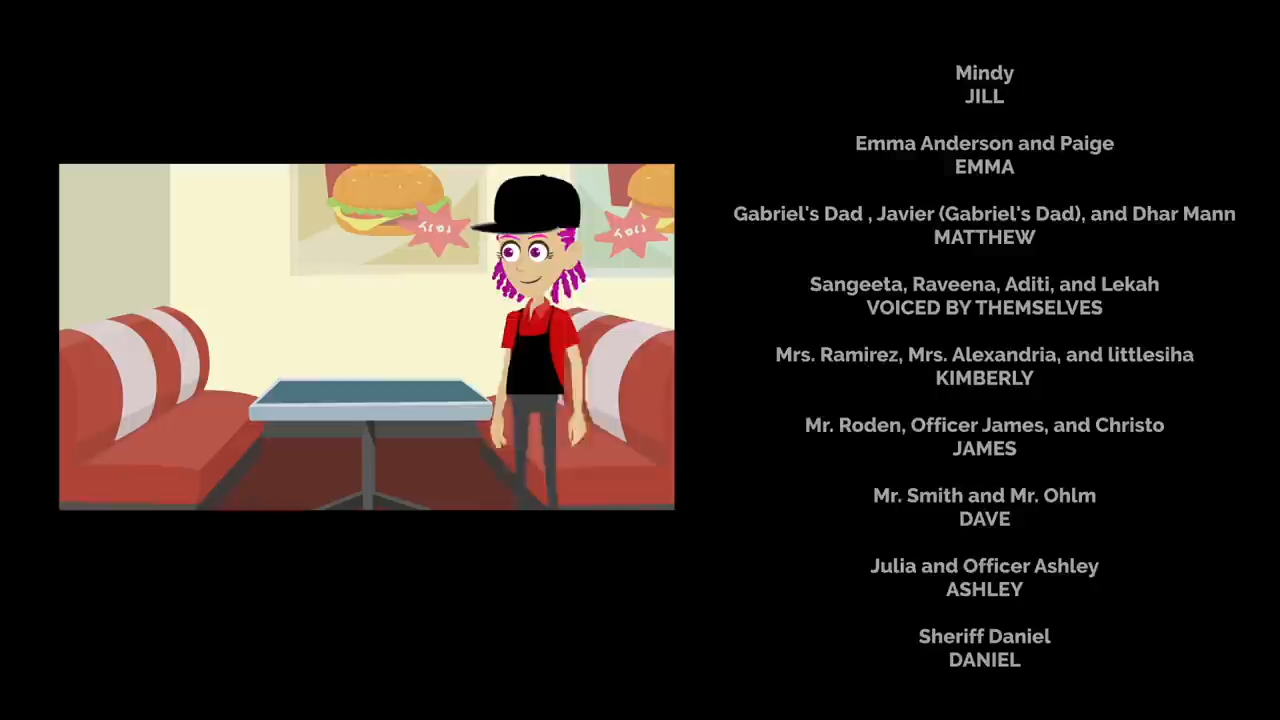 Mindy
JILL
Emma Anderson and Paige
EMMA
Gabriel's Dad , Javier (Gabriel's Dad), and Dhar Mann
MATTHEW
Sangeeta, Raveena, Aditi, and Lekah
VOICED BY THEMSELVES
Mrs. Ramirez, Mrs. Alexandria, and littlesiha
KIMBERLY
Mr. Roden, Officer James, and Christo
JAMES
Mr. Smith and Mr. Ohlm
DAVE
Julia and Officer Ashley
ASHLEY
Sheriff Daniel
DANIEL